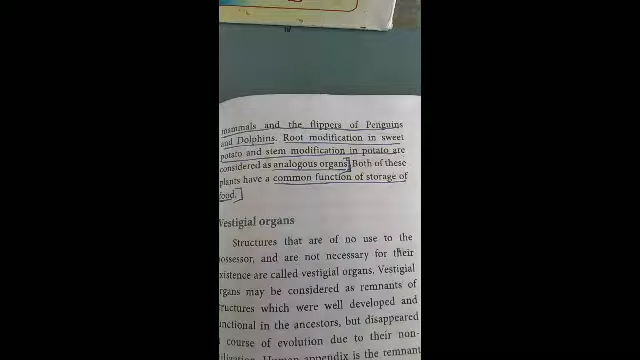 mammals and the flippers of Penguins
and Dolphins. Root modification in sweet
potato and stem modification in potato are
considered as analogous organs. Both of these
plants have a common function of storage of
food.
Vestigial organs
Structures that are of no use to the
possessor, and are not necessary for their
existence are called vestigial organs. Vestigial
organs may be considered as remnants of
structures which were well developed and
functional in the ancestors, but disappeared
course of evolution due to their non-
Human appendix is the remnant